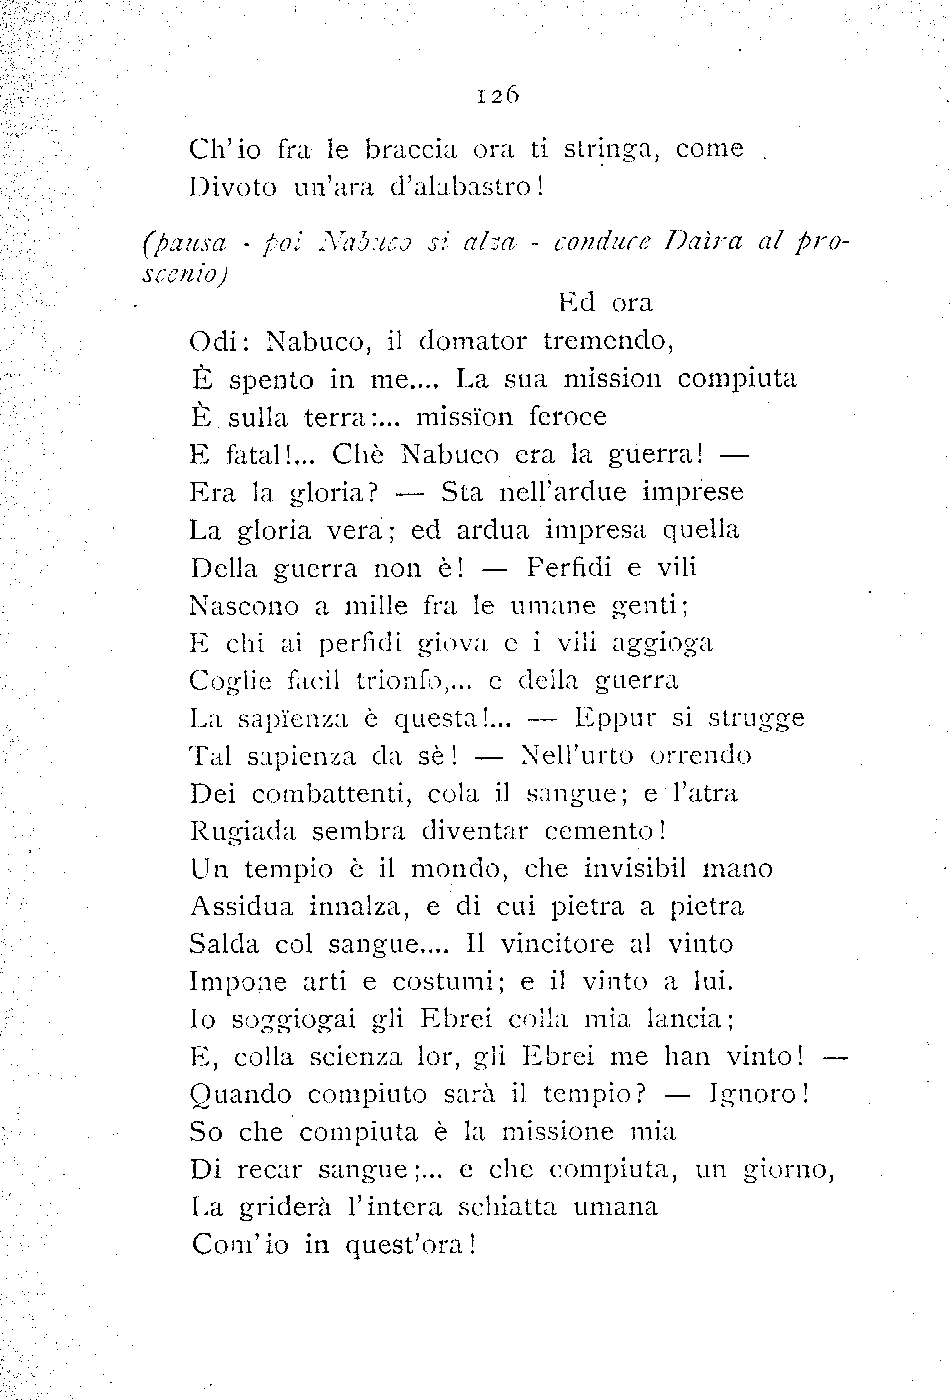 126
Ch'io fra le braccia ora ti stringa, come
Divoto un'ara d'alabastro!
(pausa - poi Nabuco si alza - conduce Daìra al pro-
scenio)
Ed ora
Odi: Nabuco, il domator tremendo,
È spento in me.... La sua mission compiuta
È sulla terra:... missïon feroce
E fatal!... Chè Nabuco era la guerra! —
Era la gloria? — Sta nell'ardue imprese
La gloria vera; ed ardua impresa quella
Della guerra non è! — Perfidi e vili
Nascono a mille fra le umane genti;
E chi ai perfidi giova e i vili aggioga
Coglie facil trionfo,... e della guerra
La sapïenza è questa!... — Eppur si strugge
Tal sapienza da sè! — Nell'urto orrendo
Dei combattenti, cola il sangue; e l'atra
Rugiada sembra diventar cemento!
Un tempio è il mondo, che invisibil mano
Assidua innalza, e di cui pietra a pietra
Salda col sangue.... Il vincitore al vinto
Impone arti e costumi; e il vinto a lui.
Io soggiogai gli Ebrei colla mia lancia;
E, colla scienza lor, gli Ebrei me han vinto! —
Quando compiuto sarà il tempio? — Ignoro!
So che compiuta è la missione mia
Di recar sangue;... e che compiuta, un giorno,
La griderà l'intera schiatta umana
Com'io in quest'ora!